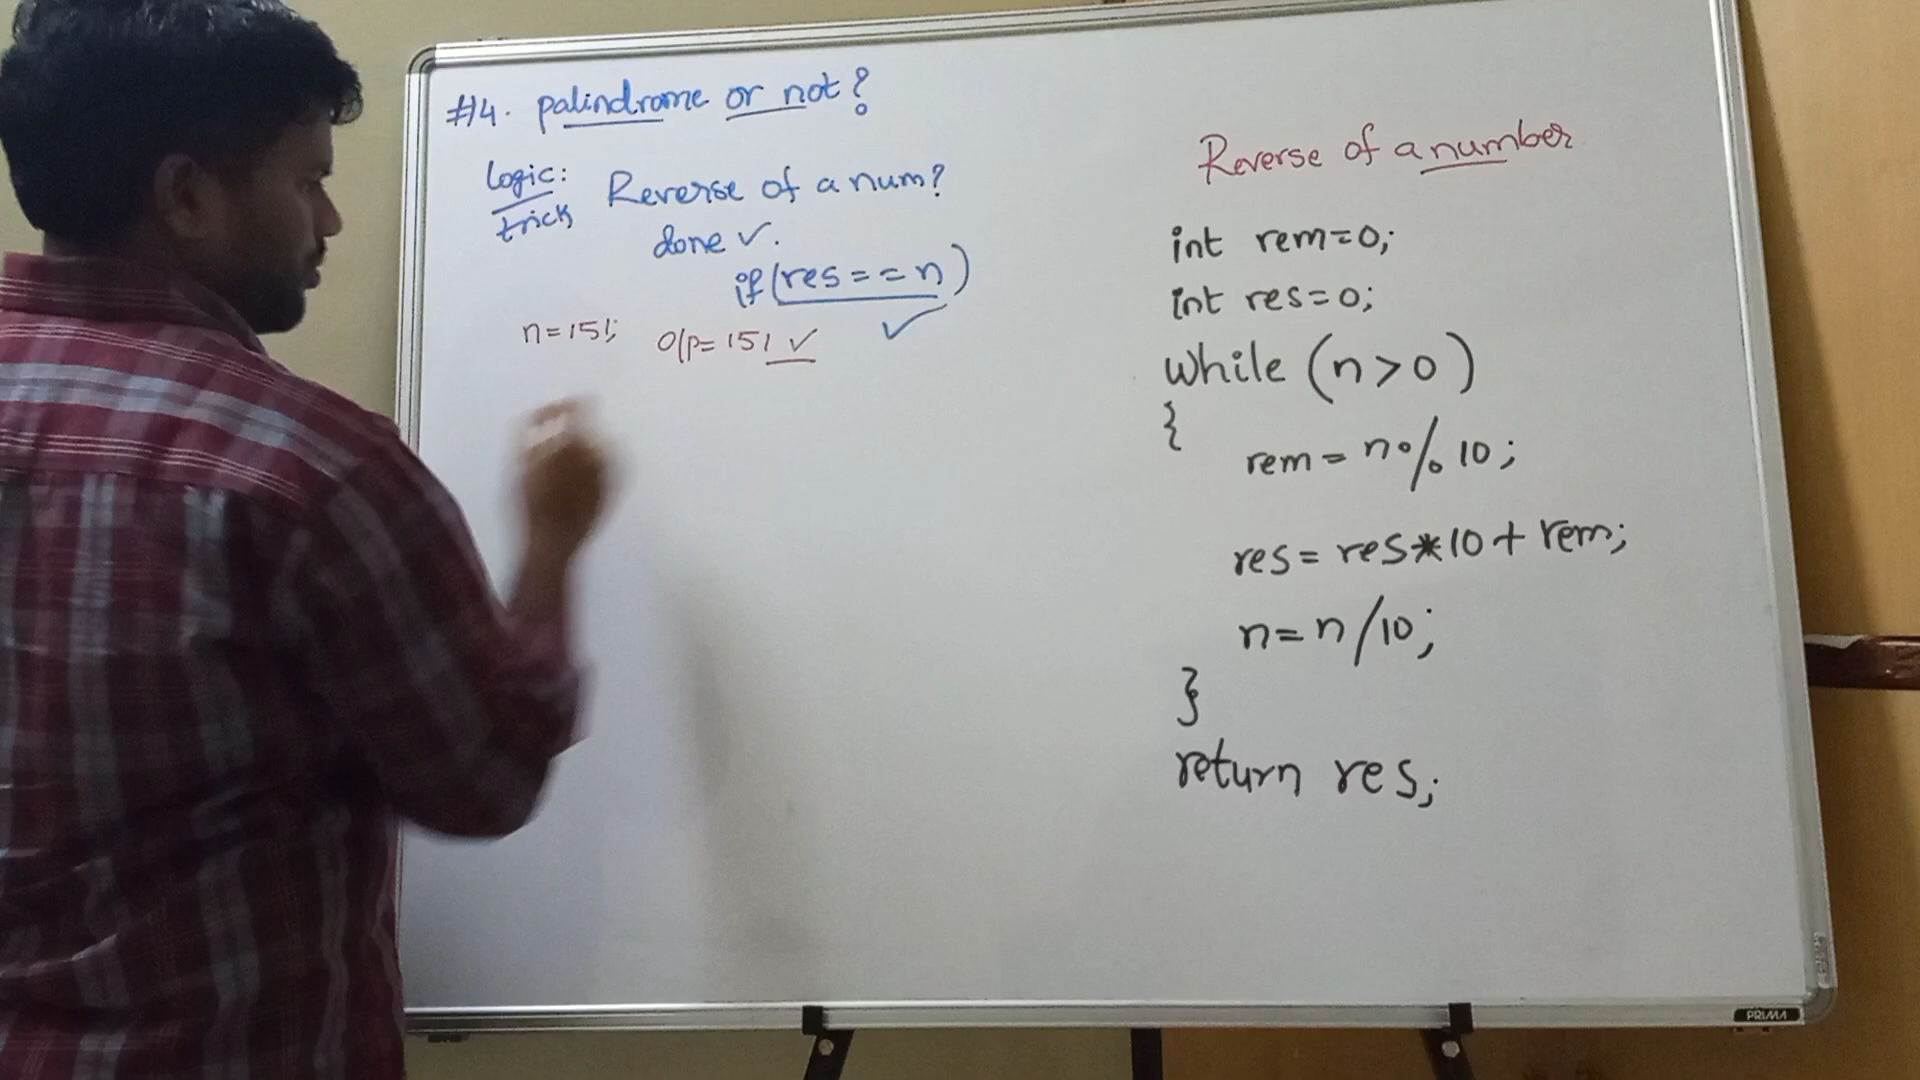 #14. palindrome or not?
logic:
trick
Reverse of a num?
done ✓.
if (res == n)
n=151; O/p= 151 ✓ ✓
Reverse of a number
int rem=0;
int res=0;
while (n>0)
{
rem = n % 10;
res = res*10 + rem;
n = n/10;
}
return res;
PRIMA